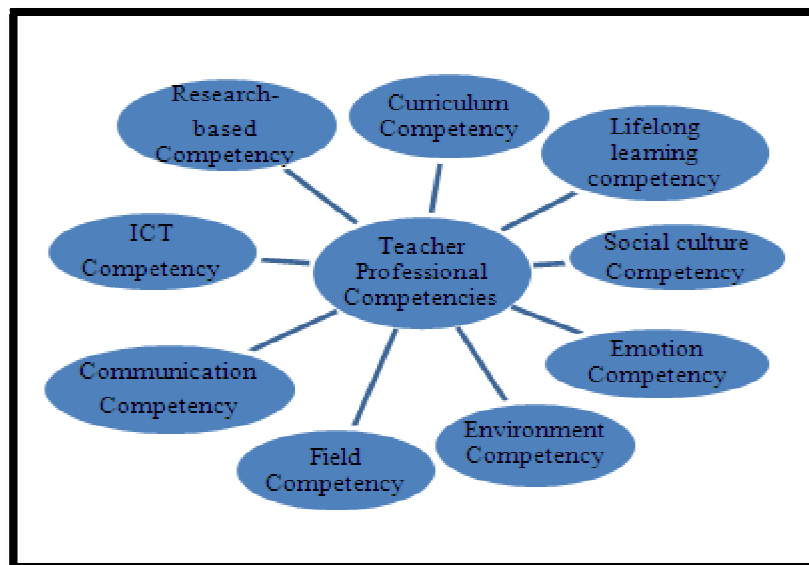 Research-
based
Competency
Curriculum
Competency
Lifelong
learning
competency
ICT
Competency
Teacher
Professional
Competencies
Social culture
Competency
Communication
Competency
Emotion
Competency
Field
Competency
Environment
Competency